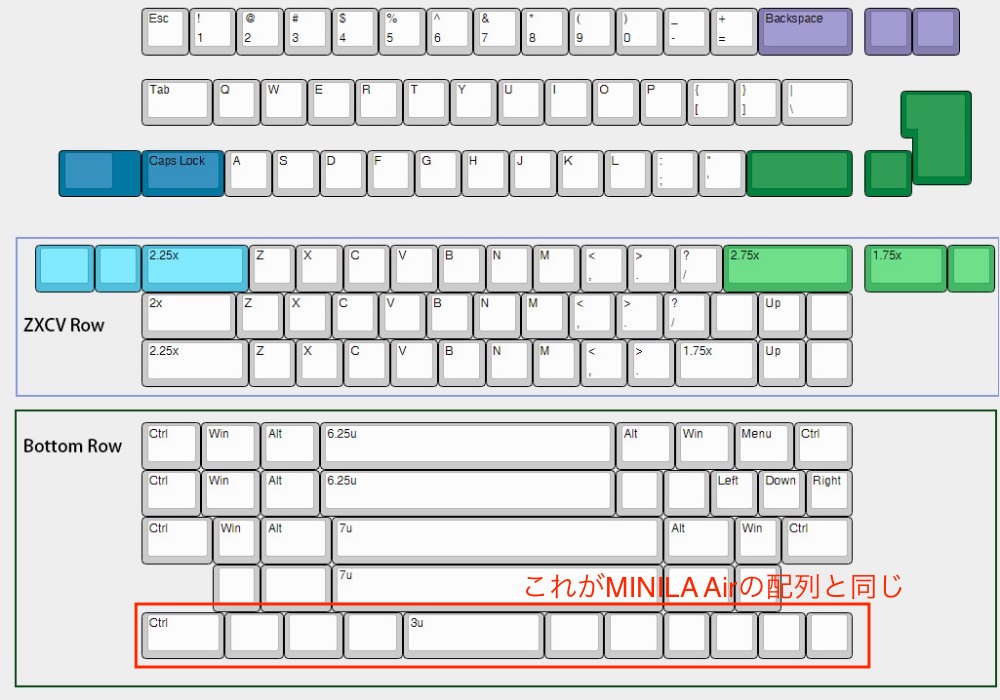 Esc ! @ # $ % ^ & * ( ) _ + Backspace
1 2 3 4 5 6 7 8 9 0 - =
Tab Q W E R T Y U I O P { } |
[ ] \
Caps Lock A S D F G H J K L : "
; '
2.25x Z X C V B N M < > ? 2.75x 1.75x
, . /
2x Z X C V B N M < > ? Up
, . /
ZXCV Row
2.25x Z X C V B N M < > 1.75x Up
, .
Bottom Row
Ctrl Win Alt 6.25u Alt Win Menu Ctrl
Ctrl Win Alt 6.25u Left Down Right
Ctrl Win Alt 7u Alt Win Ctrl
7u
これがMINILA Airの配列と同じ
Ctrl 3u